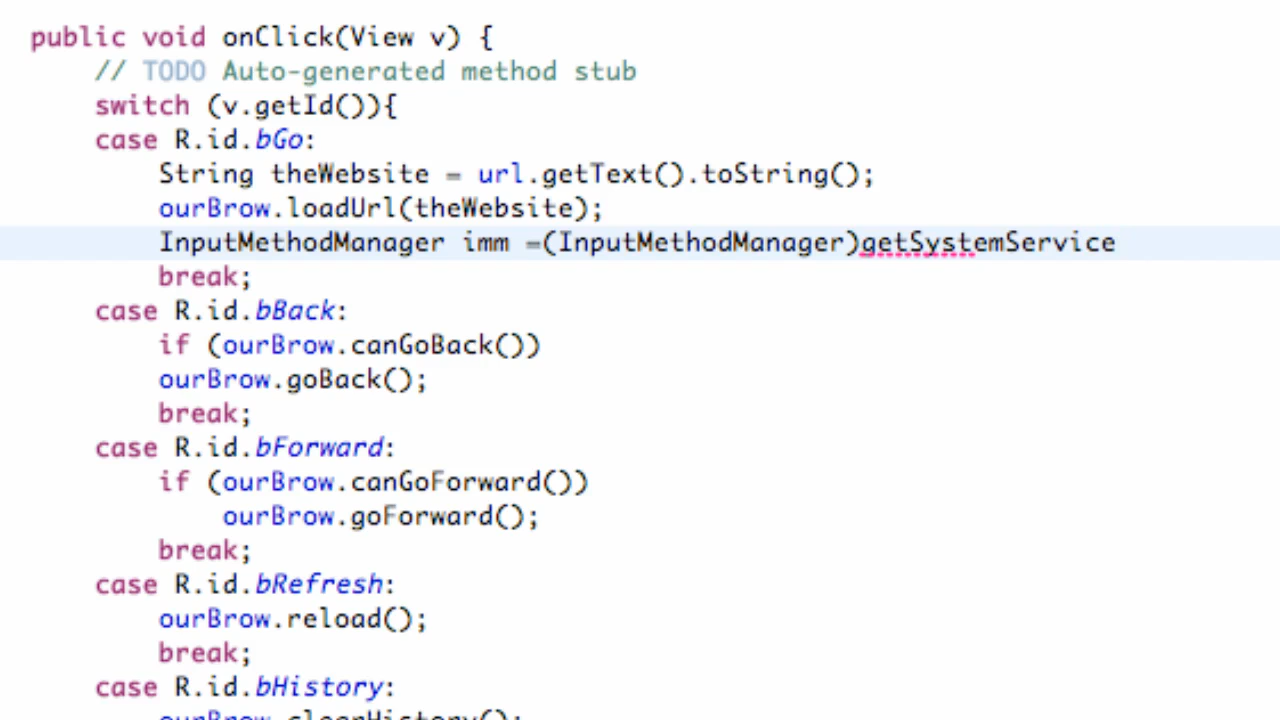 public void onClick(View v) {
// TODO Auto-generated method stub
switch (v.getId()){
case R.id.bGo:
String theWebsite = url.getText().toString();
ourBrow.loadUrl(theWebsite);
InputMethodManager imm =(InputMethodManager)getSystemService
break;
case R.id.bBack:
if (ourBrow.canGoBack())
ourBrow.goBack();
break;
case R.id.bForward:
if (ourBrow.canGoForward())
ourBrow.goForward();
break;
case R.id.bRefresh:
ourBrow.reload();
break;
case R.id.bHistory:
ourBrow.clearHistory();